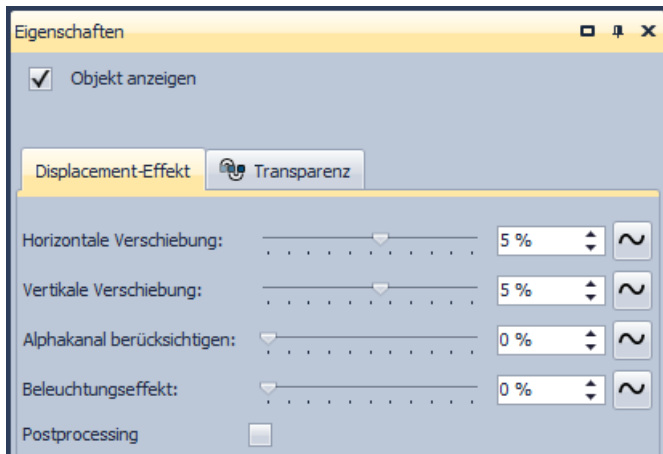 Eigenschaften
Objekt anzeigen
Displacement-Effekt Transparenz
Horizontale Verschiebung: 5 %
Vertikale Verschiebung: 5 %
Alphakanal berücksichtigen: 0 %
Beleuchtungseffekt: 0 %
Postprocessing